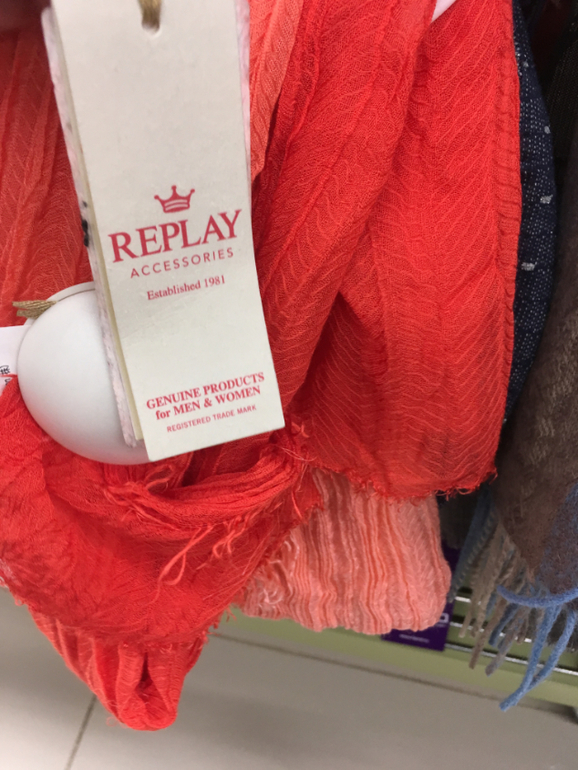 REPLAY
ACCESSORIES
Established 1981
GENUINE PRODUCTS
for MEN & WOMEN
REGISTERED TRADE MARK